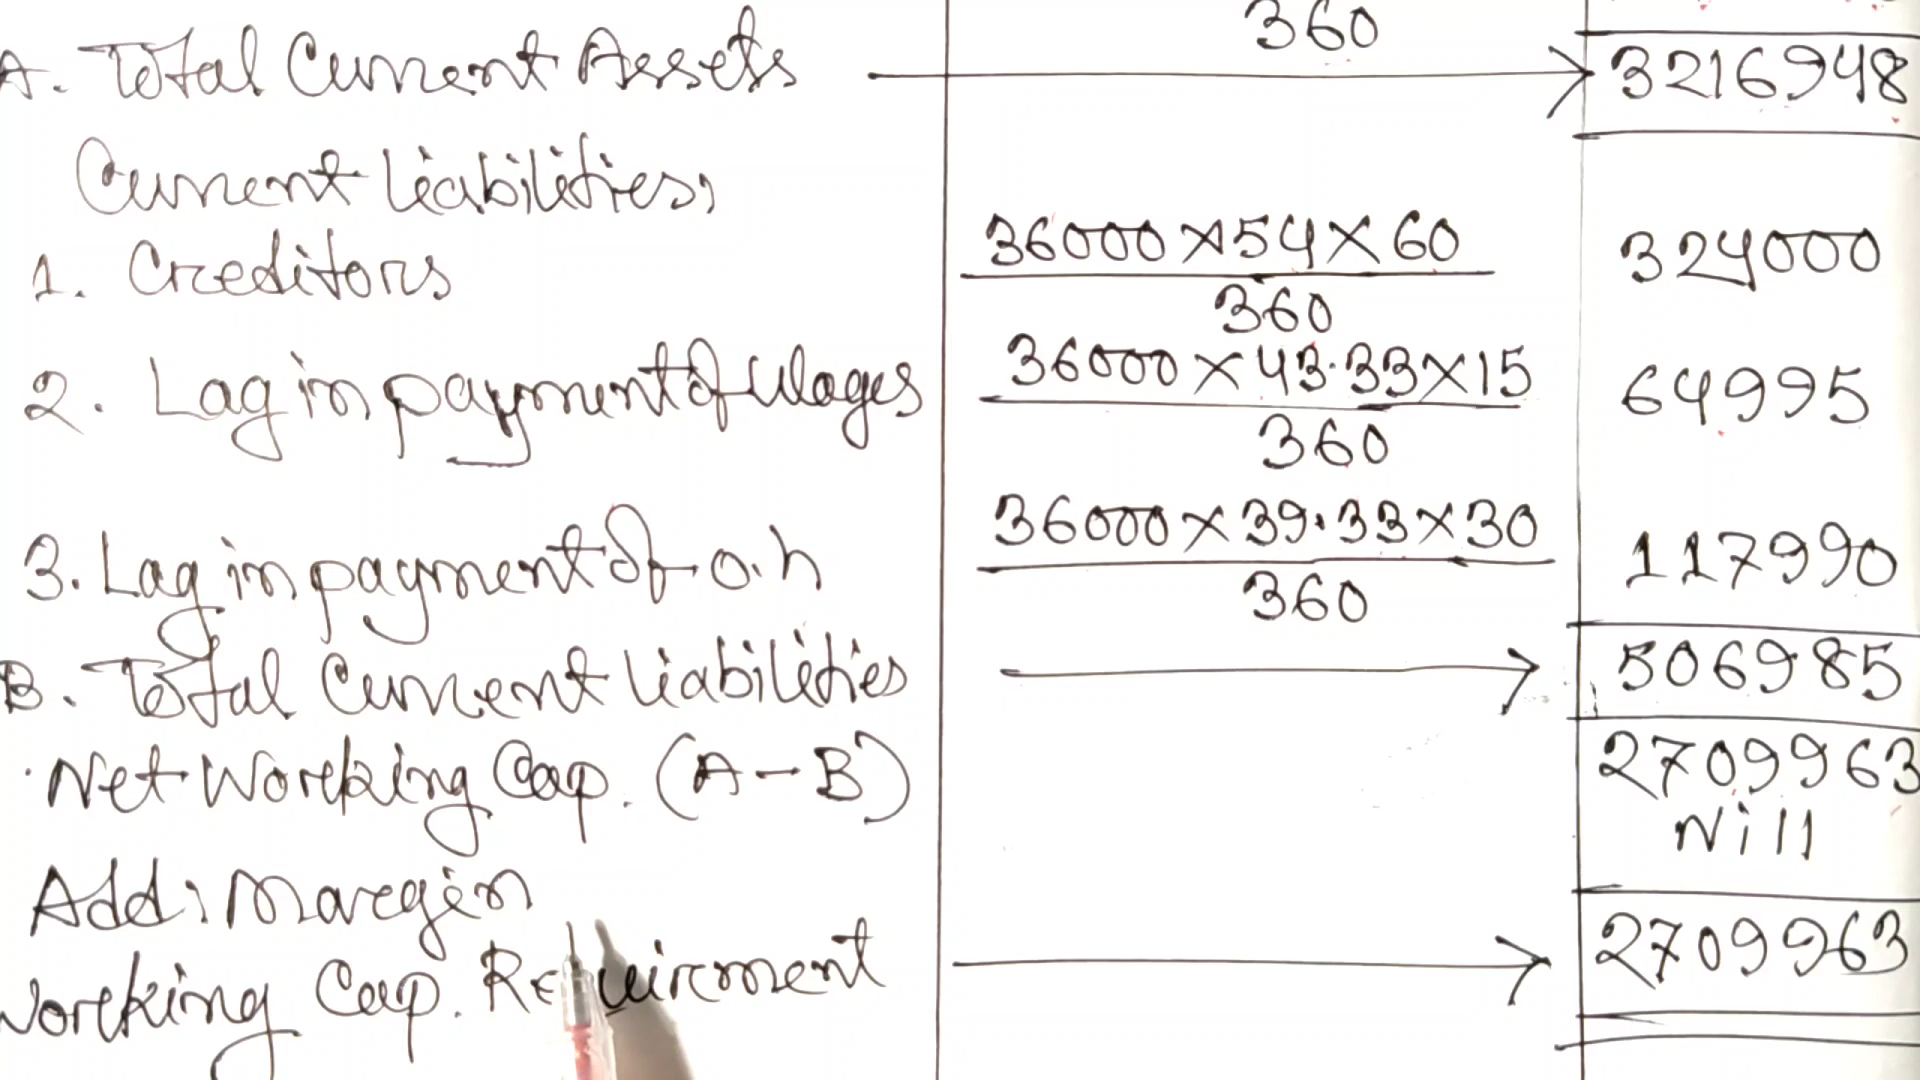 360
A. Total Current Assets 3216948
Current liabilities,
1. Creditors 36000 × 54 × 60 324000
360
2. Lag in payment of wages 36000 × 43.33 × 15 64995
360
3. Lag in payment of o.h 36000 × 39.33 × 30 117990
360
B. Total Current liabilities 506985
Net Working Cap. (A - B) 2709963
Nill
Add: Margin
Working Cap. 2709963